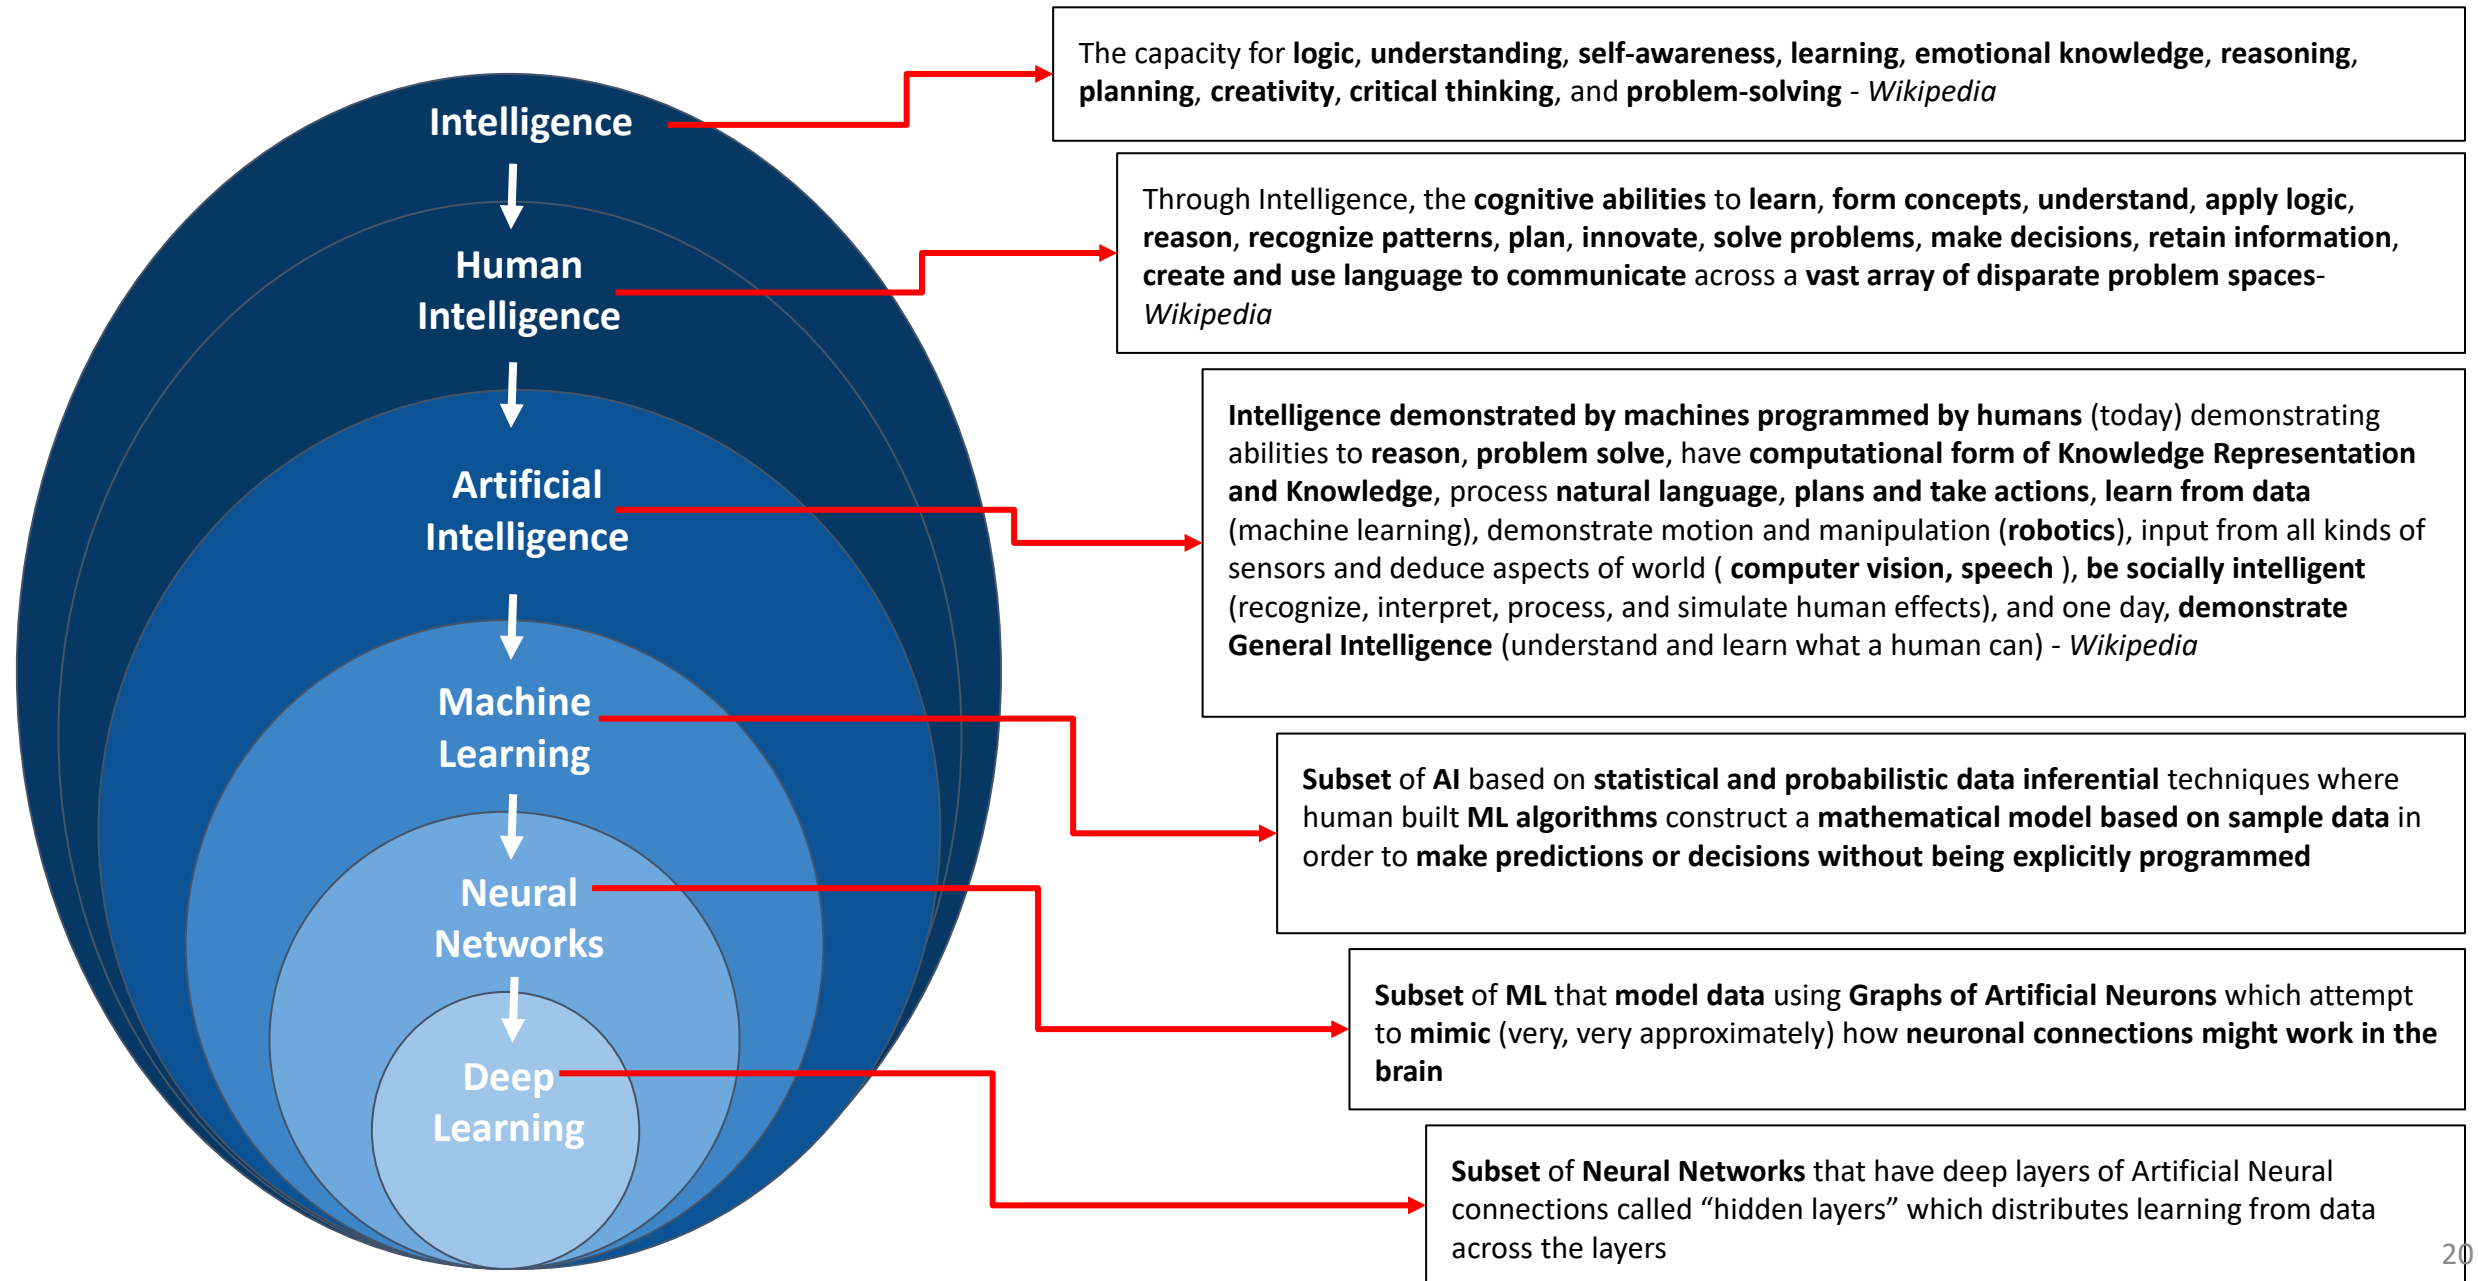 Intelligence
The capacity for logic, understanding, self-awareness, learning, emotional knowledge, reasoning,
planning, creativity, critical thinking, and problem-solving - Wikipedia
Human
Intelligence
Through Intelligence, the cognitive abilities to learn, form concepts, understand, apply logic,
reason, recognize patterns, plan, innovate, solve problems, make decisions, retain information,
create and use language to communicate across a vast array of disparate problem spaces-
Wikipedia
Artificial
Intelligence
Intelligence demonstrated by machines programmed by humans (today) demonstrating
abilities to reason, problem solve, have computational form of Knowledge Representation
and Knowledge, process natural language, plans and take actions, learn from data
(machine learning), demonstrate motion and manipulation (robotics), input from all kinds of
sensors and deduce aspects of world ( computer vision, speech ), be socially intelligent
(recognize, interpret, process, and simulate human effects), and one day, demonstrate
General Intelligence (understand and learn what a human can) - Wikipedia
Machine
Learning
Subset of AI based on statistical and probabilistic data inferential techniques where
human built ML algorithms construct a mathematical model based on sample data in
order to make predictions or decisions without being explicitly programmed
Neural
Networks
Subset of ML that model data using Graphs of Artificial Neurons which attempt
to mimic (very, very approximately) how neuronal connections might work in the
brain
Deep
Learning
Subset of Neural Networks that have deep layers of Artificial Neural
connections called “hidden layers” which distributes learning from data
across the layers
20